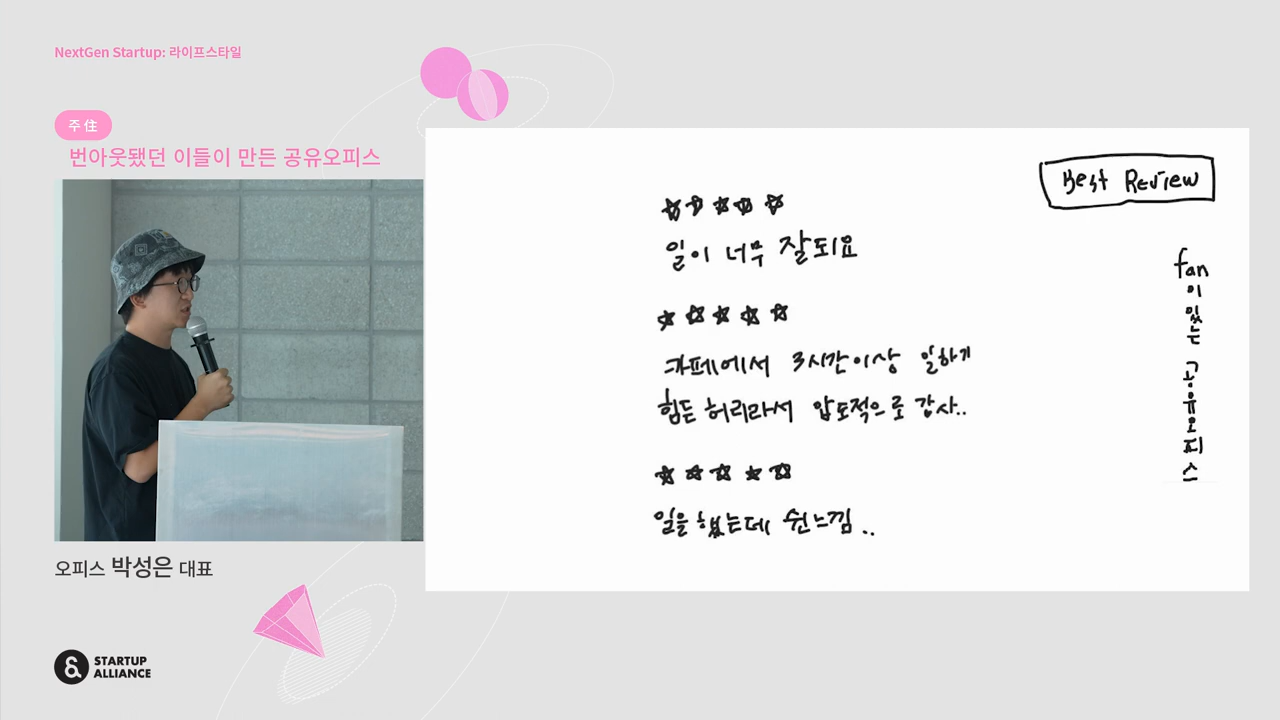 NextGen Startup: 라이프스타일
주 住
번아웃됐던 이들이 만든 공유오피스
Best Review
☆☆☆☆☆
일이 너무 잘되요
☆☆☆☆☆
카페에서 3시간이상 일하기
힘든 허리라서 압도적으로 감사..
☆☆☆☆☆
일을 했는데 쉰느낌..
fan이 있는 공유오피스
오피스 박성은 대표
STARTUP
ALLIANCE